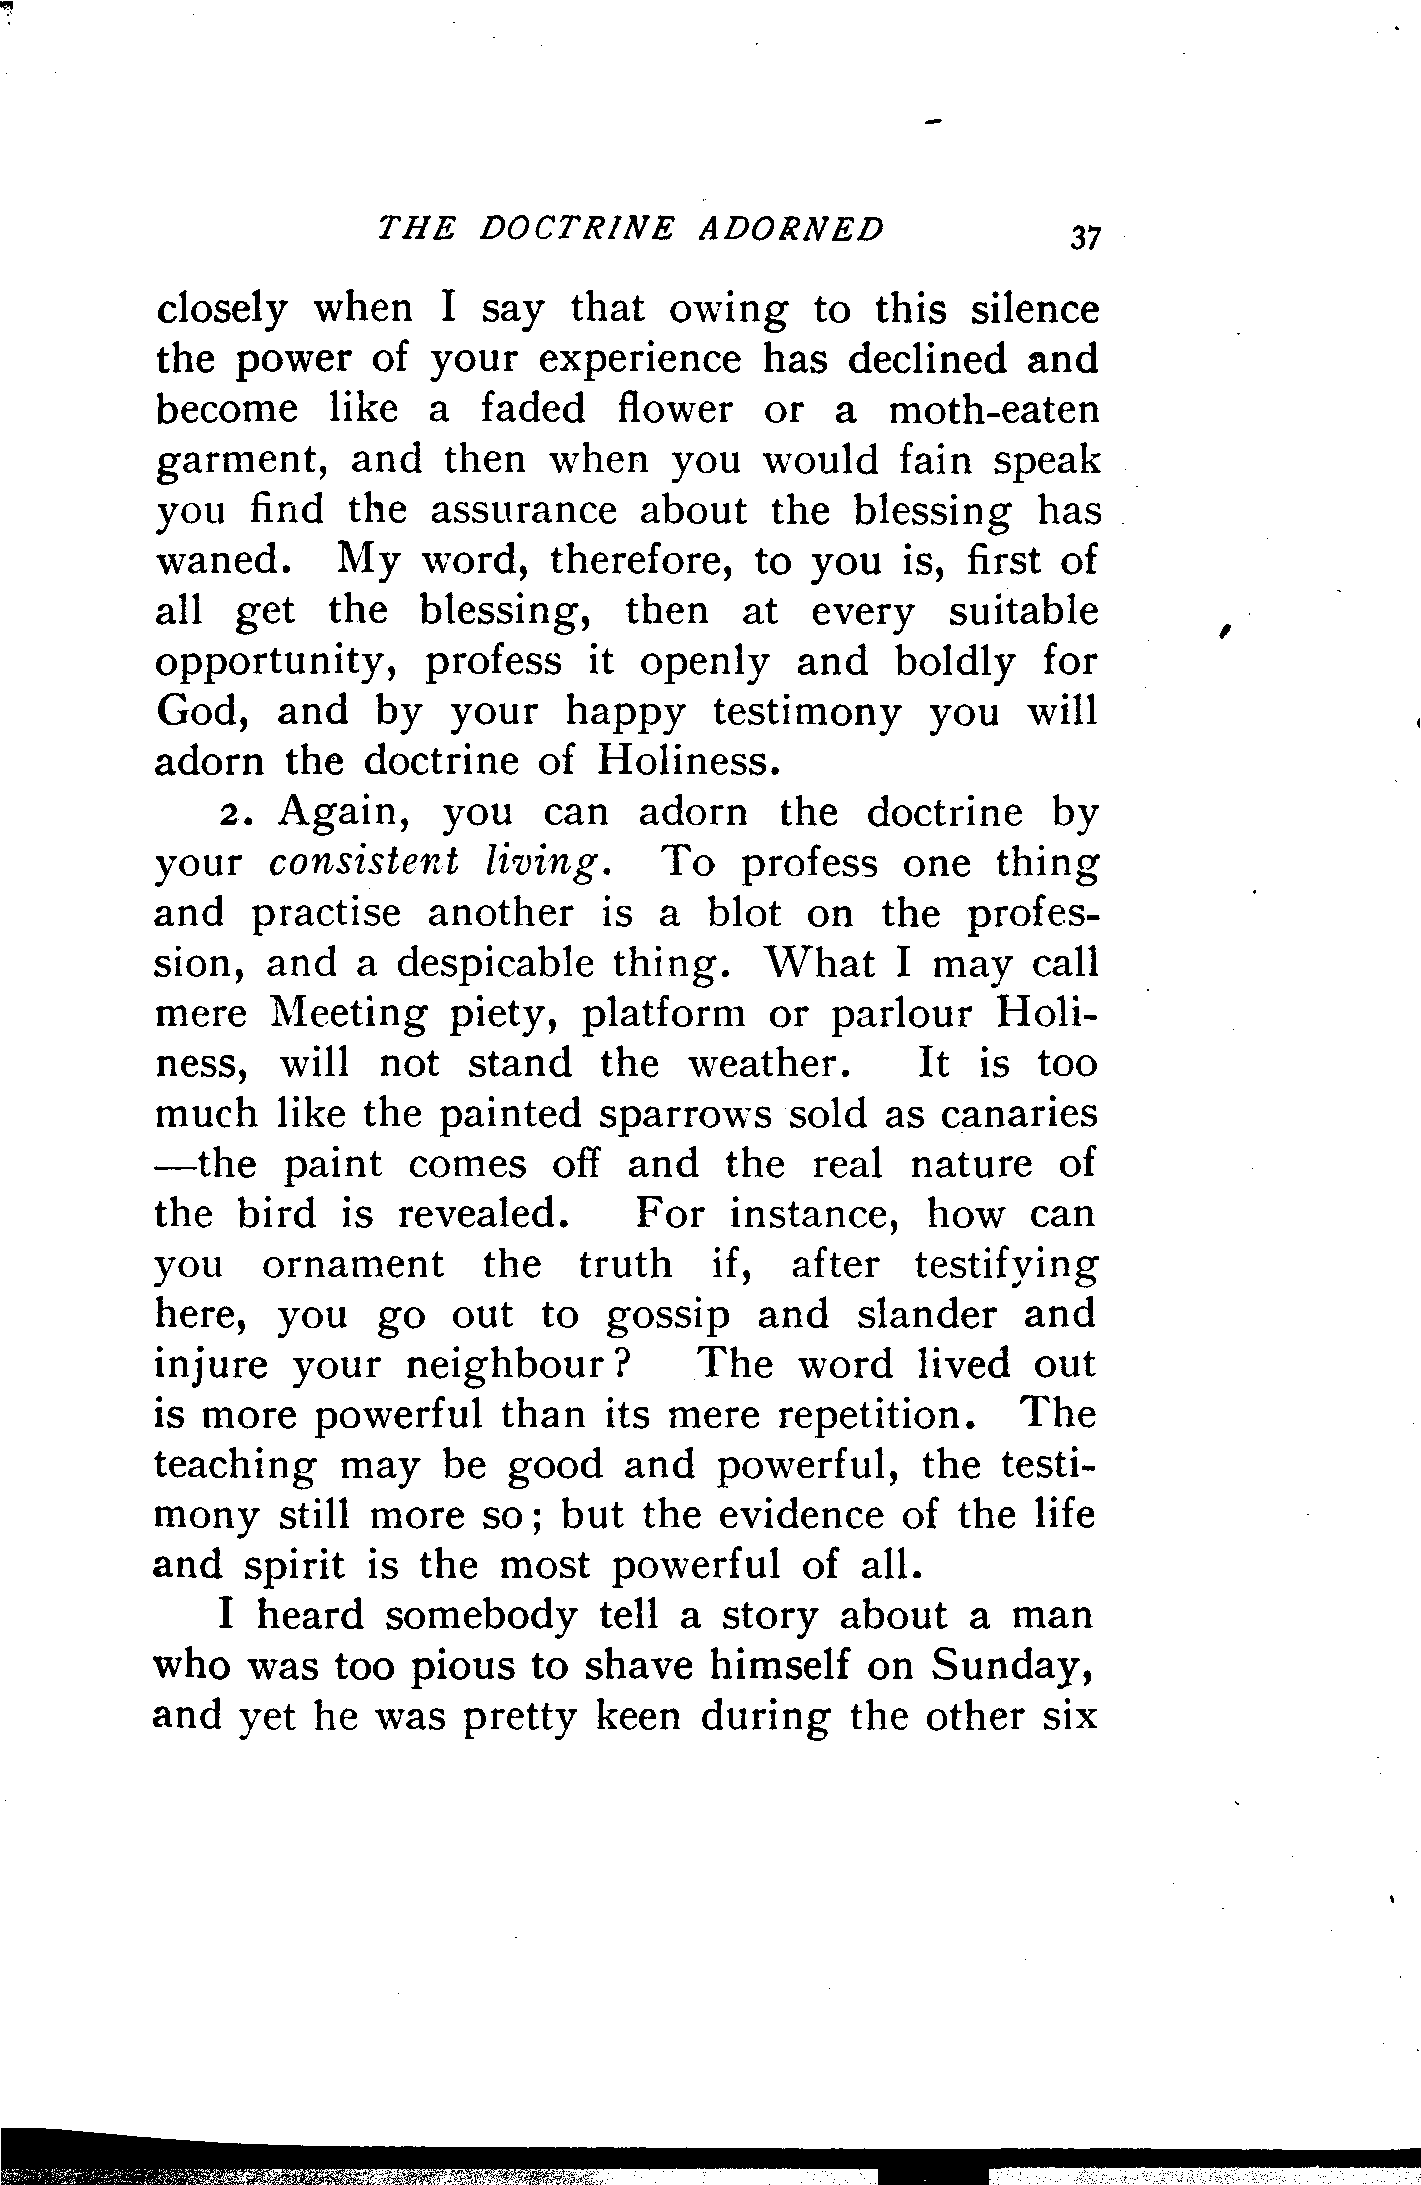 THE DOCTRINE ADORNED 37
closely when I say that owing to this silence
the power of your experience has declined and
become like a faded flower or a moth-eaten
garment, and then when you would fain speak
you find the assurance about the blessing has
waned. My word, therefore, to you is, first of
all get the blessing, then at every suitable
opportunity, profess it openly and boldly for
God, and by your happy testimony you will
adorn the doctrine of Holiness.
2. Again, you can adorn the doctrine by
your consistent living. To profess one thing
and practise another is a blot on the profes-
sion, and a despicable thing. What I may call
mere Meeting piety, platform or parlour Holi-
ness, will not stand the weather. It is too
much like the painted sparrows sold as canaries
—the paint comes off and the real nature of
the bird is revealed. For instance, how can
you ornament the truth if, after testifying
here, you go out to gossip and slander and
injure your neighbour? The word lived out
is more powerful than its mere repetition. The
teaching may be good and powerful, the testi-
mony still more so; but the evidence of the life
and spirit is the most powerful of all.
I heard somebody tell a story about a man
who was too pious to shave himself on Sunday,
and yet he was pretty keen during the other six